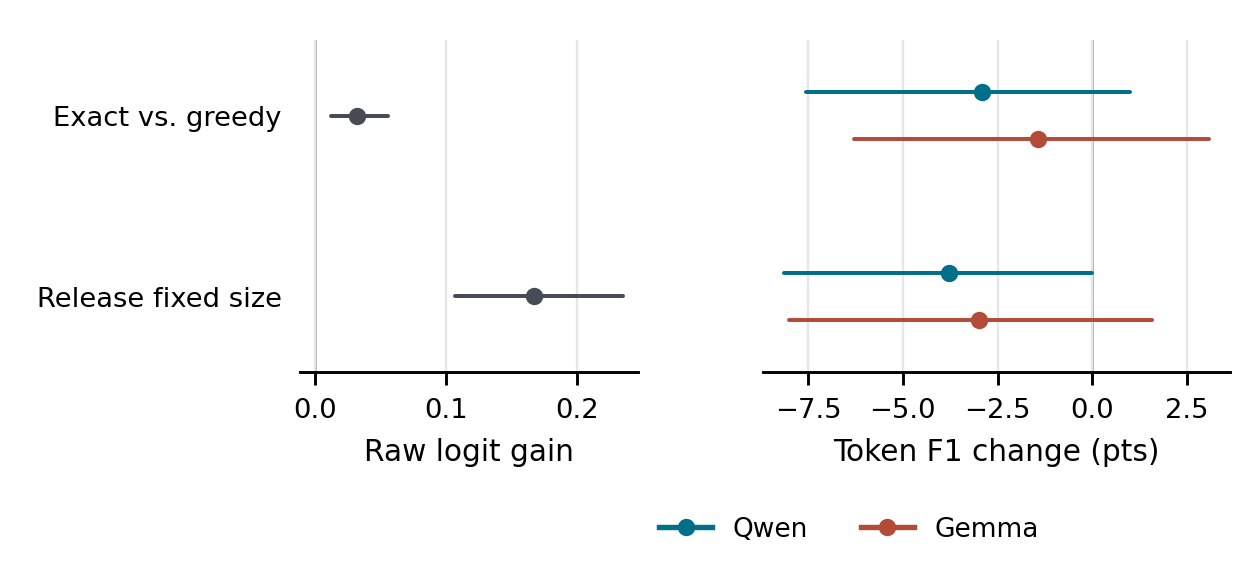 Exact vs. greedy
Release fixed size
0.0 0.1 0.2
Raw logit gain
−7.5 −5.0 −2.5 0.0 2.5
Token F1 change (pts)
Qwen Gemma